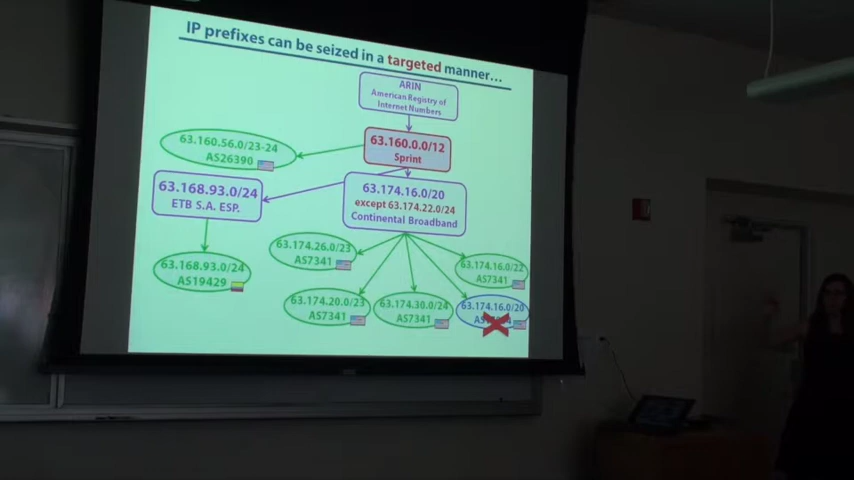 IP prefixes can be seized in a targeted manner...
ARIN
American Registry of
Internet Numbers
63.160.0.0/12
Sprint
63.160.56.0/23-24
AS26390
63.168.93.0/24
ETB S.A. ESP.
63.174.16.0/20
except 63.174.22.0/24
Continental Broadband
63.168.93.0/24
AS19429
63.174.26.0/23
AS7341
63.174.16.0/22
AS7341
63.174.20.0/23
AS7341
63.174.30.0/24
AS7341
63.174.16.0/20